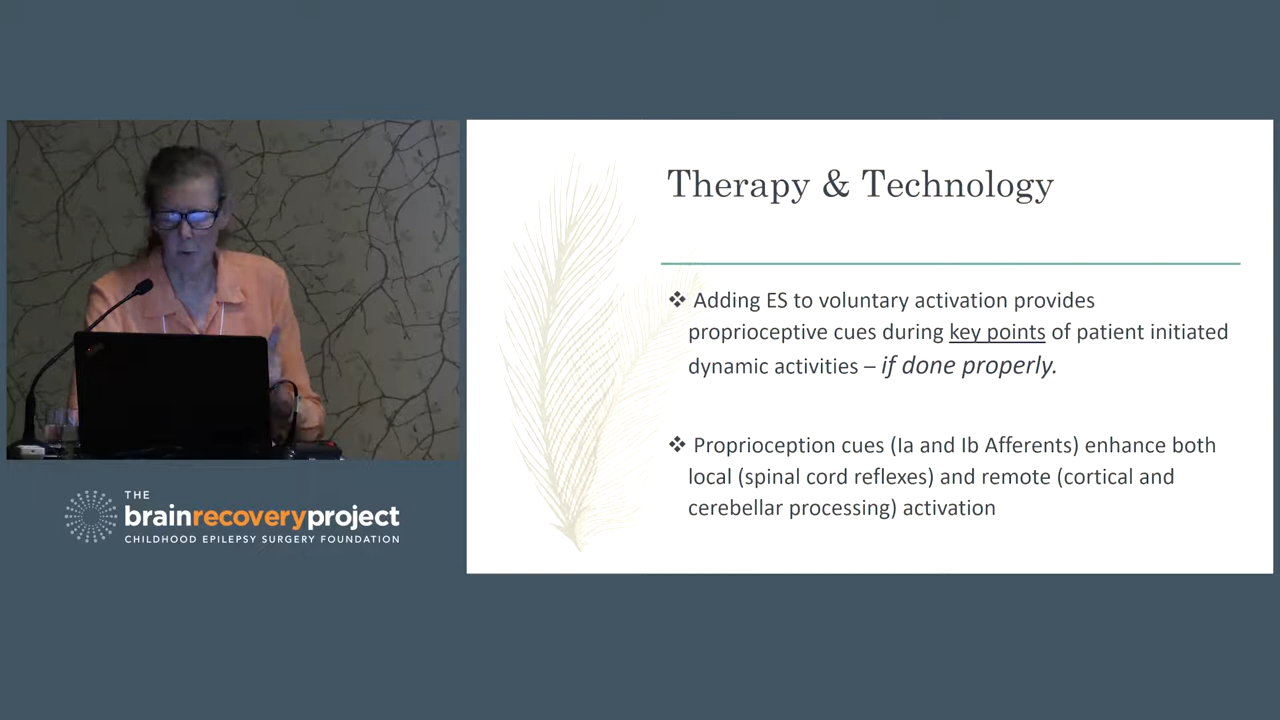 Therapy & Technology
❖ Adding ES to voluntary activation provides
proprioceptive cues during key points of patient initiated
dynamic activities – if done properly.
❖ Proprioception cues (Ia and Ib Afferents) enhance both
local (spinal cord reflexes) and remote (cortical and
cerebellar processing) activation
THE
brainrecoveryproject
CHILDHOOD EPILEPSY SURGERY FOUNDATION